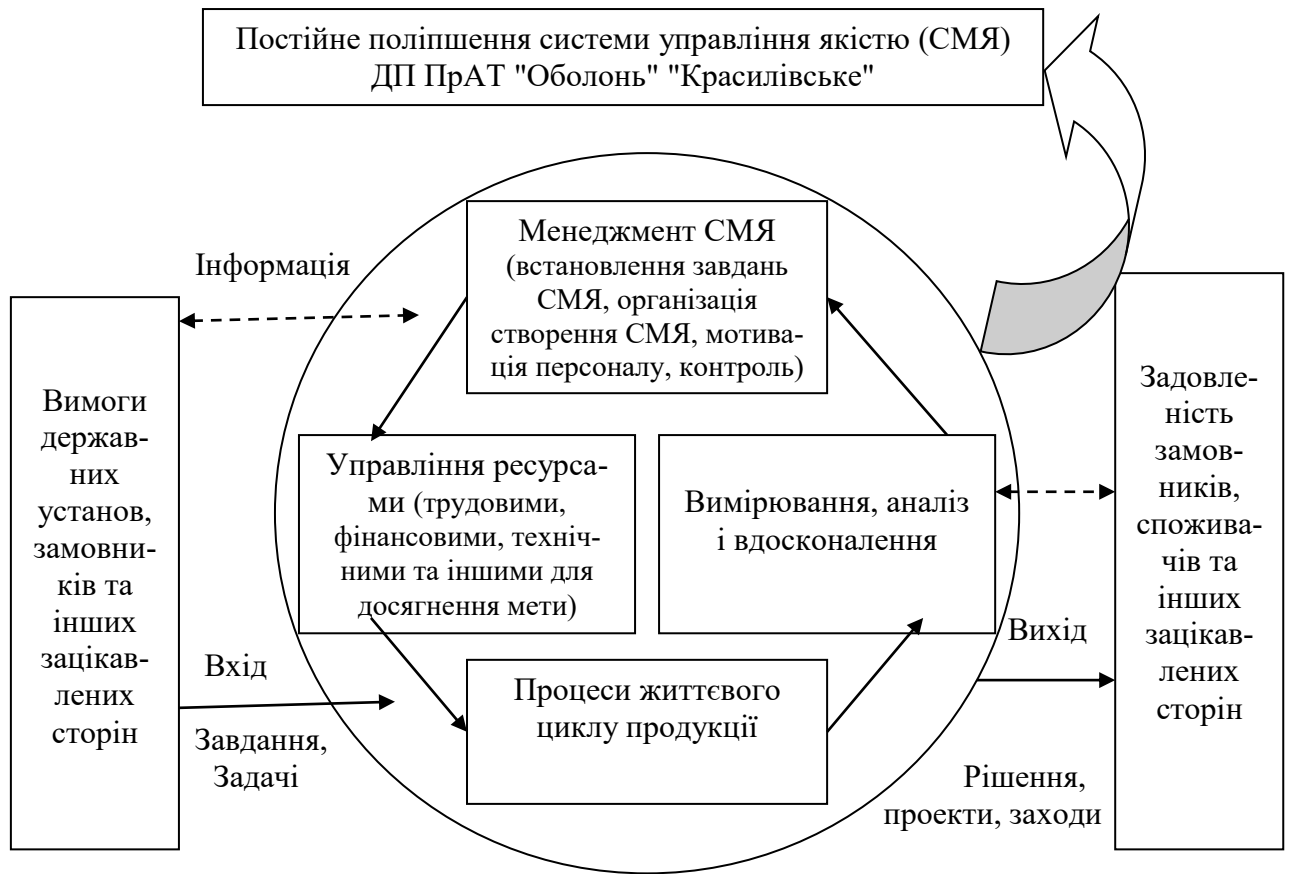 Постійне поліпшення системи управління якістю (СМЯ)
ДП ПрАТ "Оболонь" "Красилівське"
Менеджмент СМЯ
(встановлення завдань
СМЯ, організація
створення СМЯ, мотива-
ція персоналу, контроль)
Інформація
Вимоги
держав-
них
установ,
замовни-
ків та
інших
зацікав-
лених
сторін
Управління ресурса-
ми (трудовими,
фінансовими, техніч-
ними та іншими для
досягнення мети)
Вимірювання, аналіз
і вдосконалення
Задовле-
ність
замов-
ників,
спожива-
чів та
інших
зацікав-
лених
сторін
Вхід
Завдання,
Задачі
Процеси життєвого
циклу продукції
Вихід
Рішення,
проекти, заходи